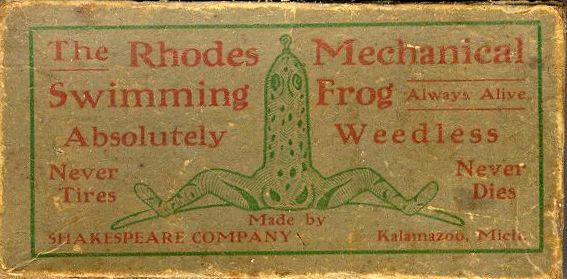 The Rhodes Mechanical
Swimming Frog Always Alive.
Absolutely Weedless
Never Tires
Never Dies
Made by
SHAKESPEARE COMPANY Kalamazoo, Mich.